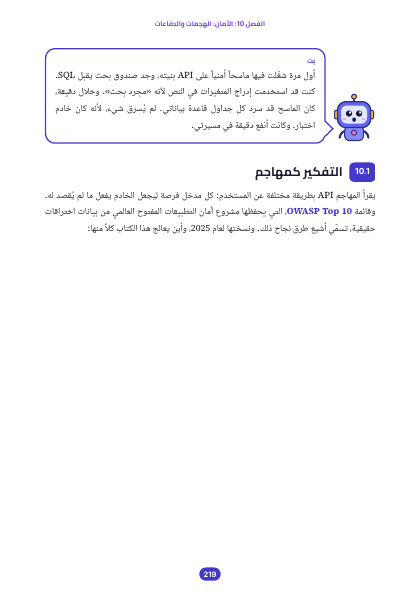 الفصل 10: الأمان: الهجمات والدفاعات
بت
أول مرة شغّلت فيها ماسحاً أمنياً على API بنيته، وجد صندوق بحث يقبل SQL.
كنت قد استخدمت إدراج المتغيرات في النص لأنه «مجرد بحث». وخلال دقيقة،
كان الماسح قد سرد كل جداول قاعدة بياناتي. لم يُسرق شيء، لأنه كان خادم
اختبار. وكانت أنفع دقيقة في مسيرتي.
10.1 التفكير كمهاجم
يقرأ المهاجم API بطريقة مختلفة عن المستخدم: كل مدخل فرصة ليجعل الخادم يفعل ما لم يُقصد له.
وقائمة OWASP Top 10، التي يحفظها مشروع أمان التطبيقات المفتوح العالمي من بيانات اختراقات
حقيقية، تسمّي أشيع طرق نجاح ذلك. ونسختها لعام 2025، وأين يعالج هذا الكتاب كلاً منها:
219